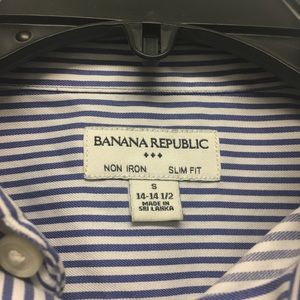 BANANA REPUBLIC
NON IRON SLIM FIT
S
14-14 1/2
MADE IN
SRI LANKA